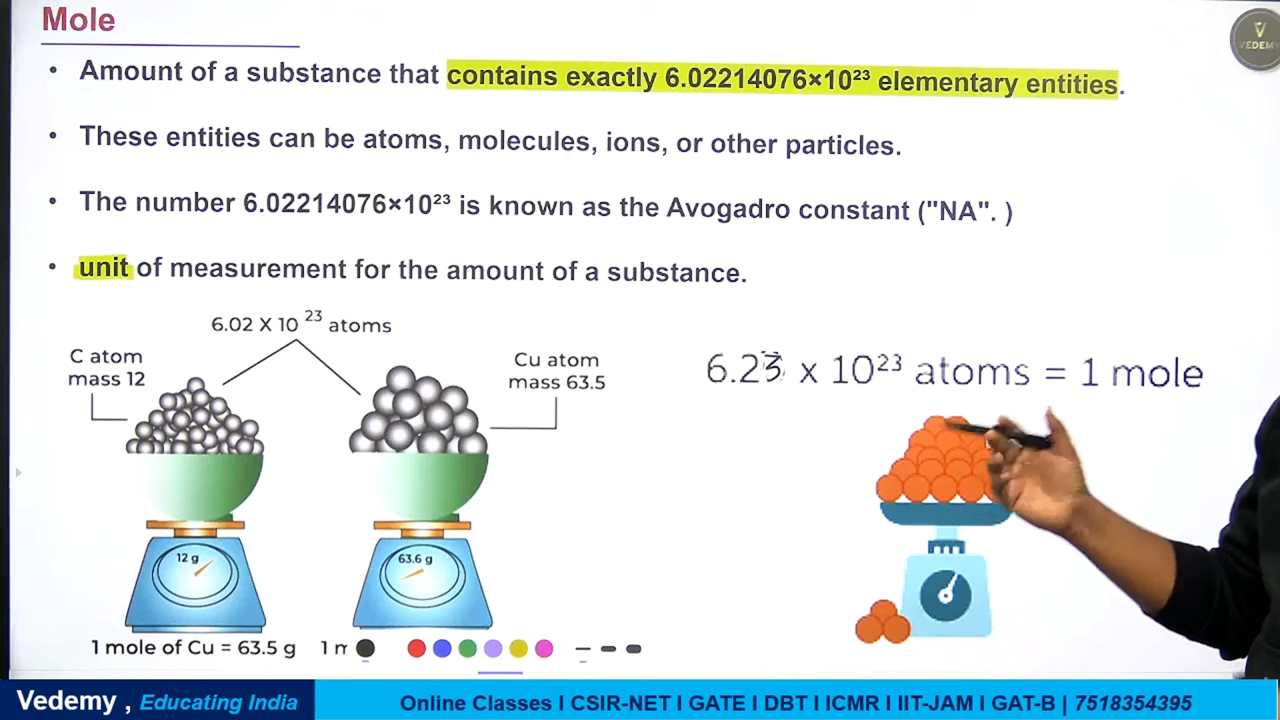 Mole
VEDEMY
• Amount of a substance that contains exactly 6.02214076×10²³ elementary entities.
• These entities can be atoms, molecules, ions, or other particles.
• The number 6.02214076×10²³ is known as the Avogadro constant ("NA". )
• unit of measurement for the amount of a substance.
6.02 X 10 23 atoms
C atom
mass 12
Cu atom
mass 63.5
6.23 x 10²³ atoms = 1 mole
12 g
63.6 g
1 mole of Cu = 63.5 g
Vedemy , Educating India
Online Classes I CSIR-NET I GATE I DBT I ICMR I IIT-JAM I GAT-B | 7518354395